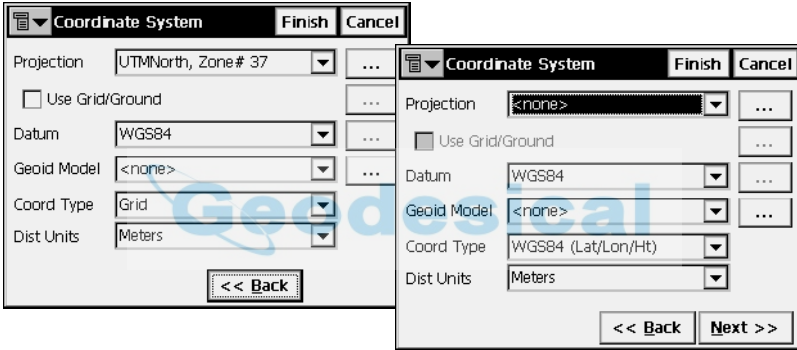 Coordinate System Finish Cancel
Projection UTMNorth, Zone# 37 ...
Use Grid/Ground ...
Datum WGS84 ...
Geoid Model <none> ...
Coord Type Grid
Dist Units Meters
<< Back
Coordinate System Finish Cancel
Projection <none> ...
Use Grid/Ground ...
Datum WGS84 ...
Geoid Model <none> ...
Coord Type WGS84 (Lat/Lon/Ht)
Dist Units Meters
<< Back Next >>
Geodesical